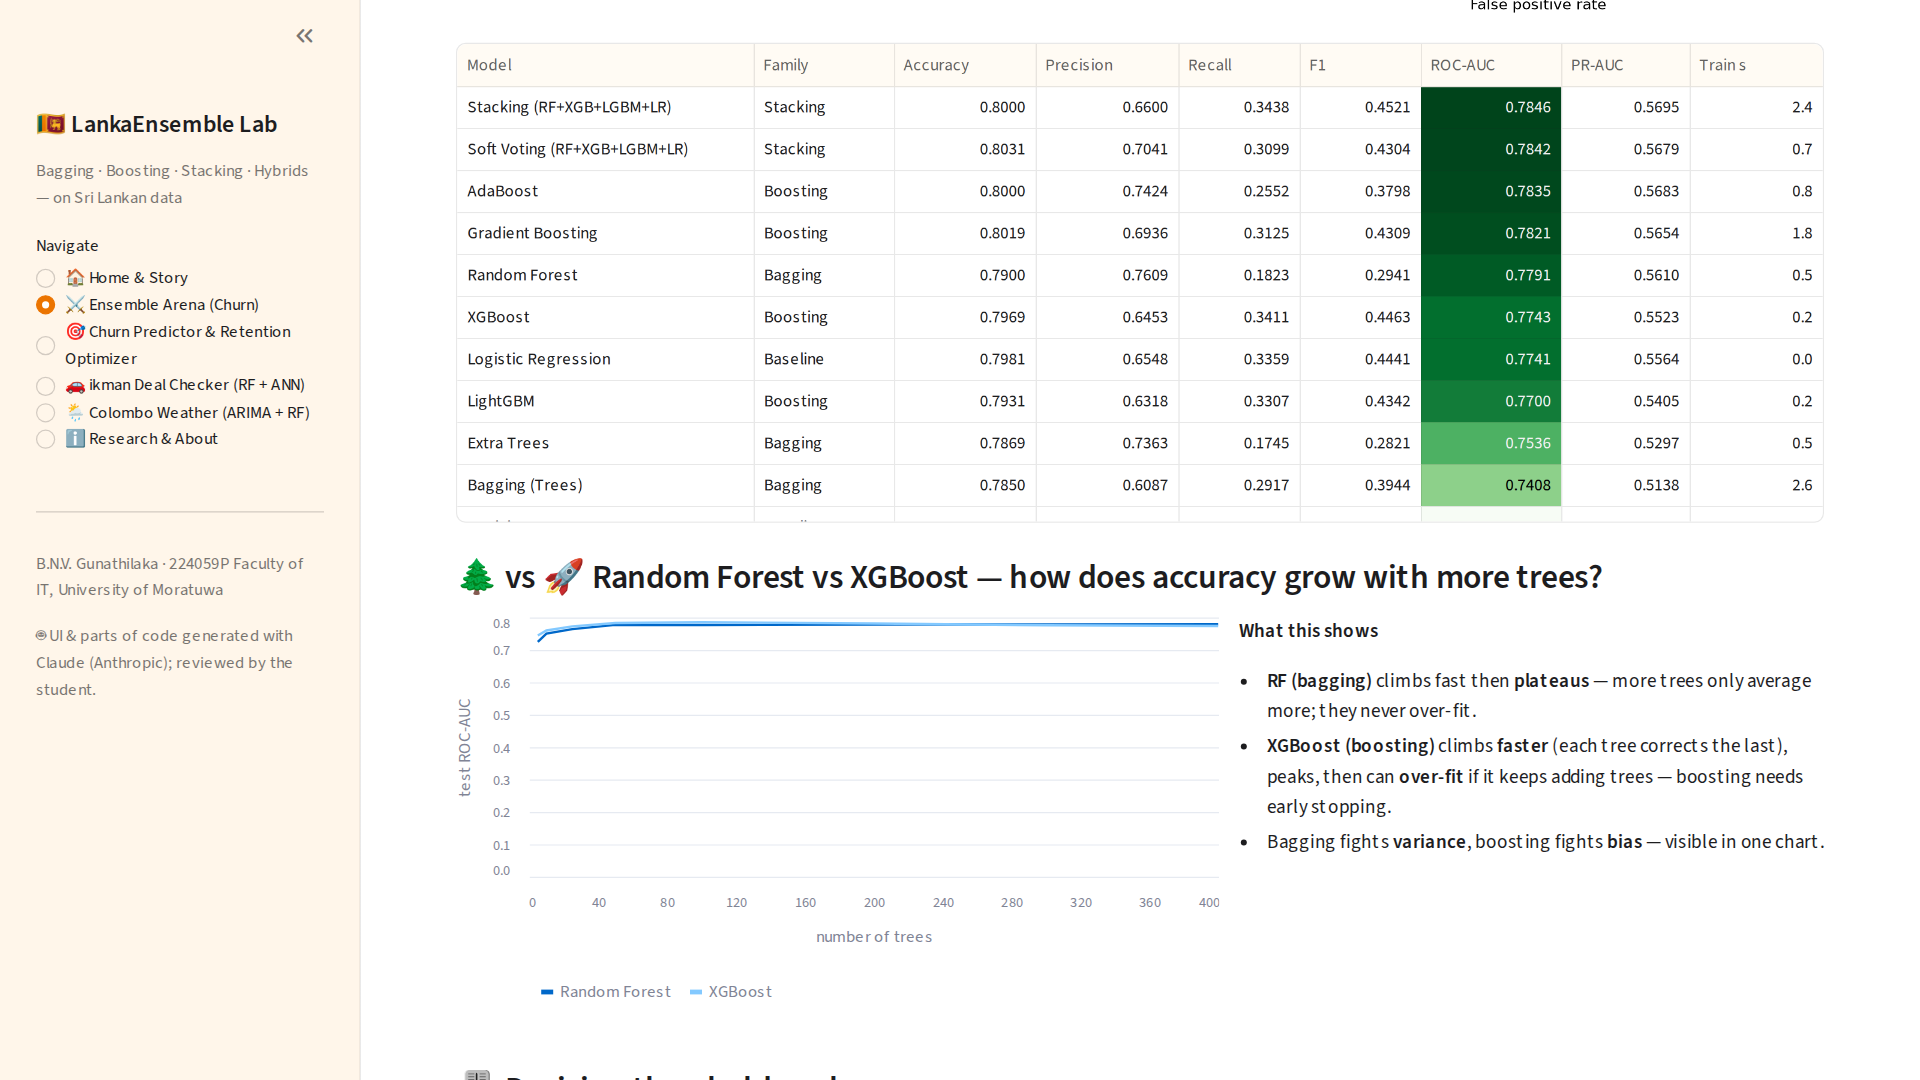 LankaEnsemble Lab
Bagging · Boosting · Stacking · Hybrids
— on Sri Lankan data
Navigate
Home & Story
Ensemble Arena (Churn)
Churn Predictor & Retention
Optimizer
ikman Deal Checker (RF + ANN)
Colombo Weather (ARIMA + RF)
Research & About
B.N.V. Gunathilaka · 224059P Faculty of
IT, University of Moratuwa
UI & parts of code generated with
Claude (Anthropic); reviewed by the
student.
False positive rate
Model Family Accuracy Precision Recall F1 ROC-AUC PR-AUC Train s
Stacking (RF+XGB+LGBM+LR) Stacking 0.8000 0.6600 0.3438 0.4521 0.7846 0.5695 2.4
Soft Voting (RF+XGB+LGBM+LR) Stacking 0.8031 0.7041 0.3099 0.4304 0.7842 0.5679 0.7
AdaBoost Boosting 0.8000 0.7424 0.2552 0.3798 0.7835 0.5683 0.8
Gradient Boosting Boosting 0.8019 0.6936 0.3125 0.4309 0.7821 0.5654 1.8
Random Forest Bagging 0.7900 0.7609 0.1823 0.2941 0.7791 0.5610 0.5
XGBoost Boosting 0.7969 0.6453 0.3411 0.4463 0.7743 0.5523 0.2
Logistic Regression Baseline 0.7981 0.6548 0.3359 0.4441 0.7741 0.5564 0.0
LightGBM Boosting 0.7931 0.6318 0.3307 0.4342 0.7700 0.5405 0.2
Extra Trees Bagging 0.7869 0.7363 0.1745 0.2821 0.7536 0.5297 0.5
Bagging (Trees) Bagging 0.7850 0.6087 0.2917 0.3944 0.7408 0.5138 2.6
vs Random Forest vs XGBoost — how does accuracy grow with more trees?
0.8
0.7
0.6
0.5
0.4
0.3
0.2
0.1
0.0
test ROC-AUC
0 40 80 120 160 200 240 280 320 360 400
number of trees
Random Forest XGBoost
What this shows
• RF (bagging) climbs fast then plateaus — more trees only average
more; they never over-fit.
• XGBoost (boosting) climbs faster (each tree corrects the last),
peaks, then can over-fit if it keeps adding trees — boosting needs
early stopping.
• Bagging fights variance, boosting fights bias — visible in one chart.